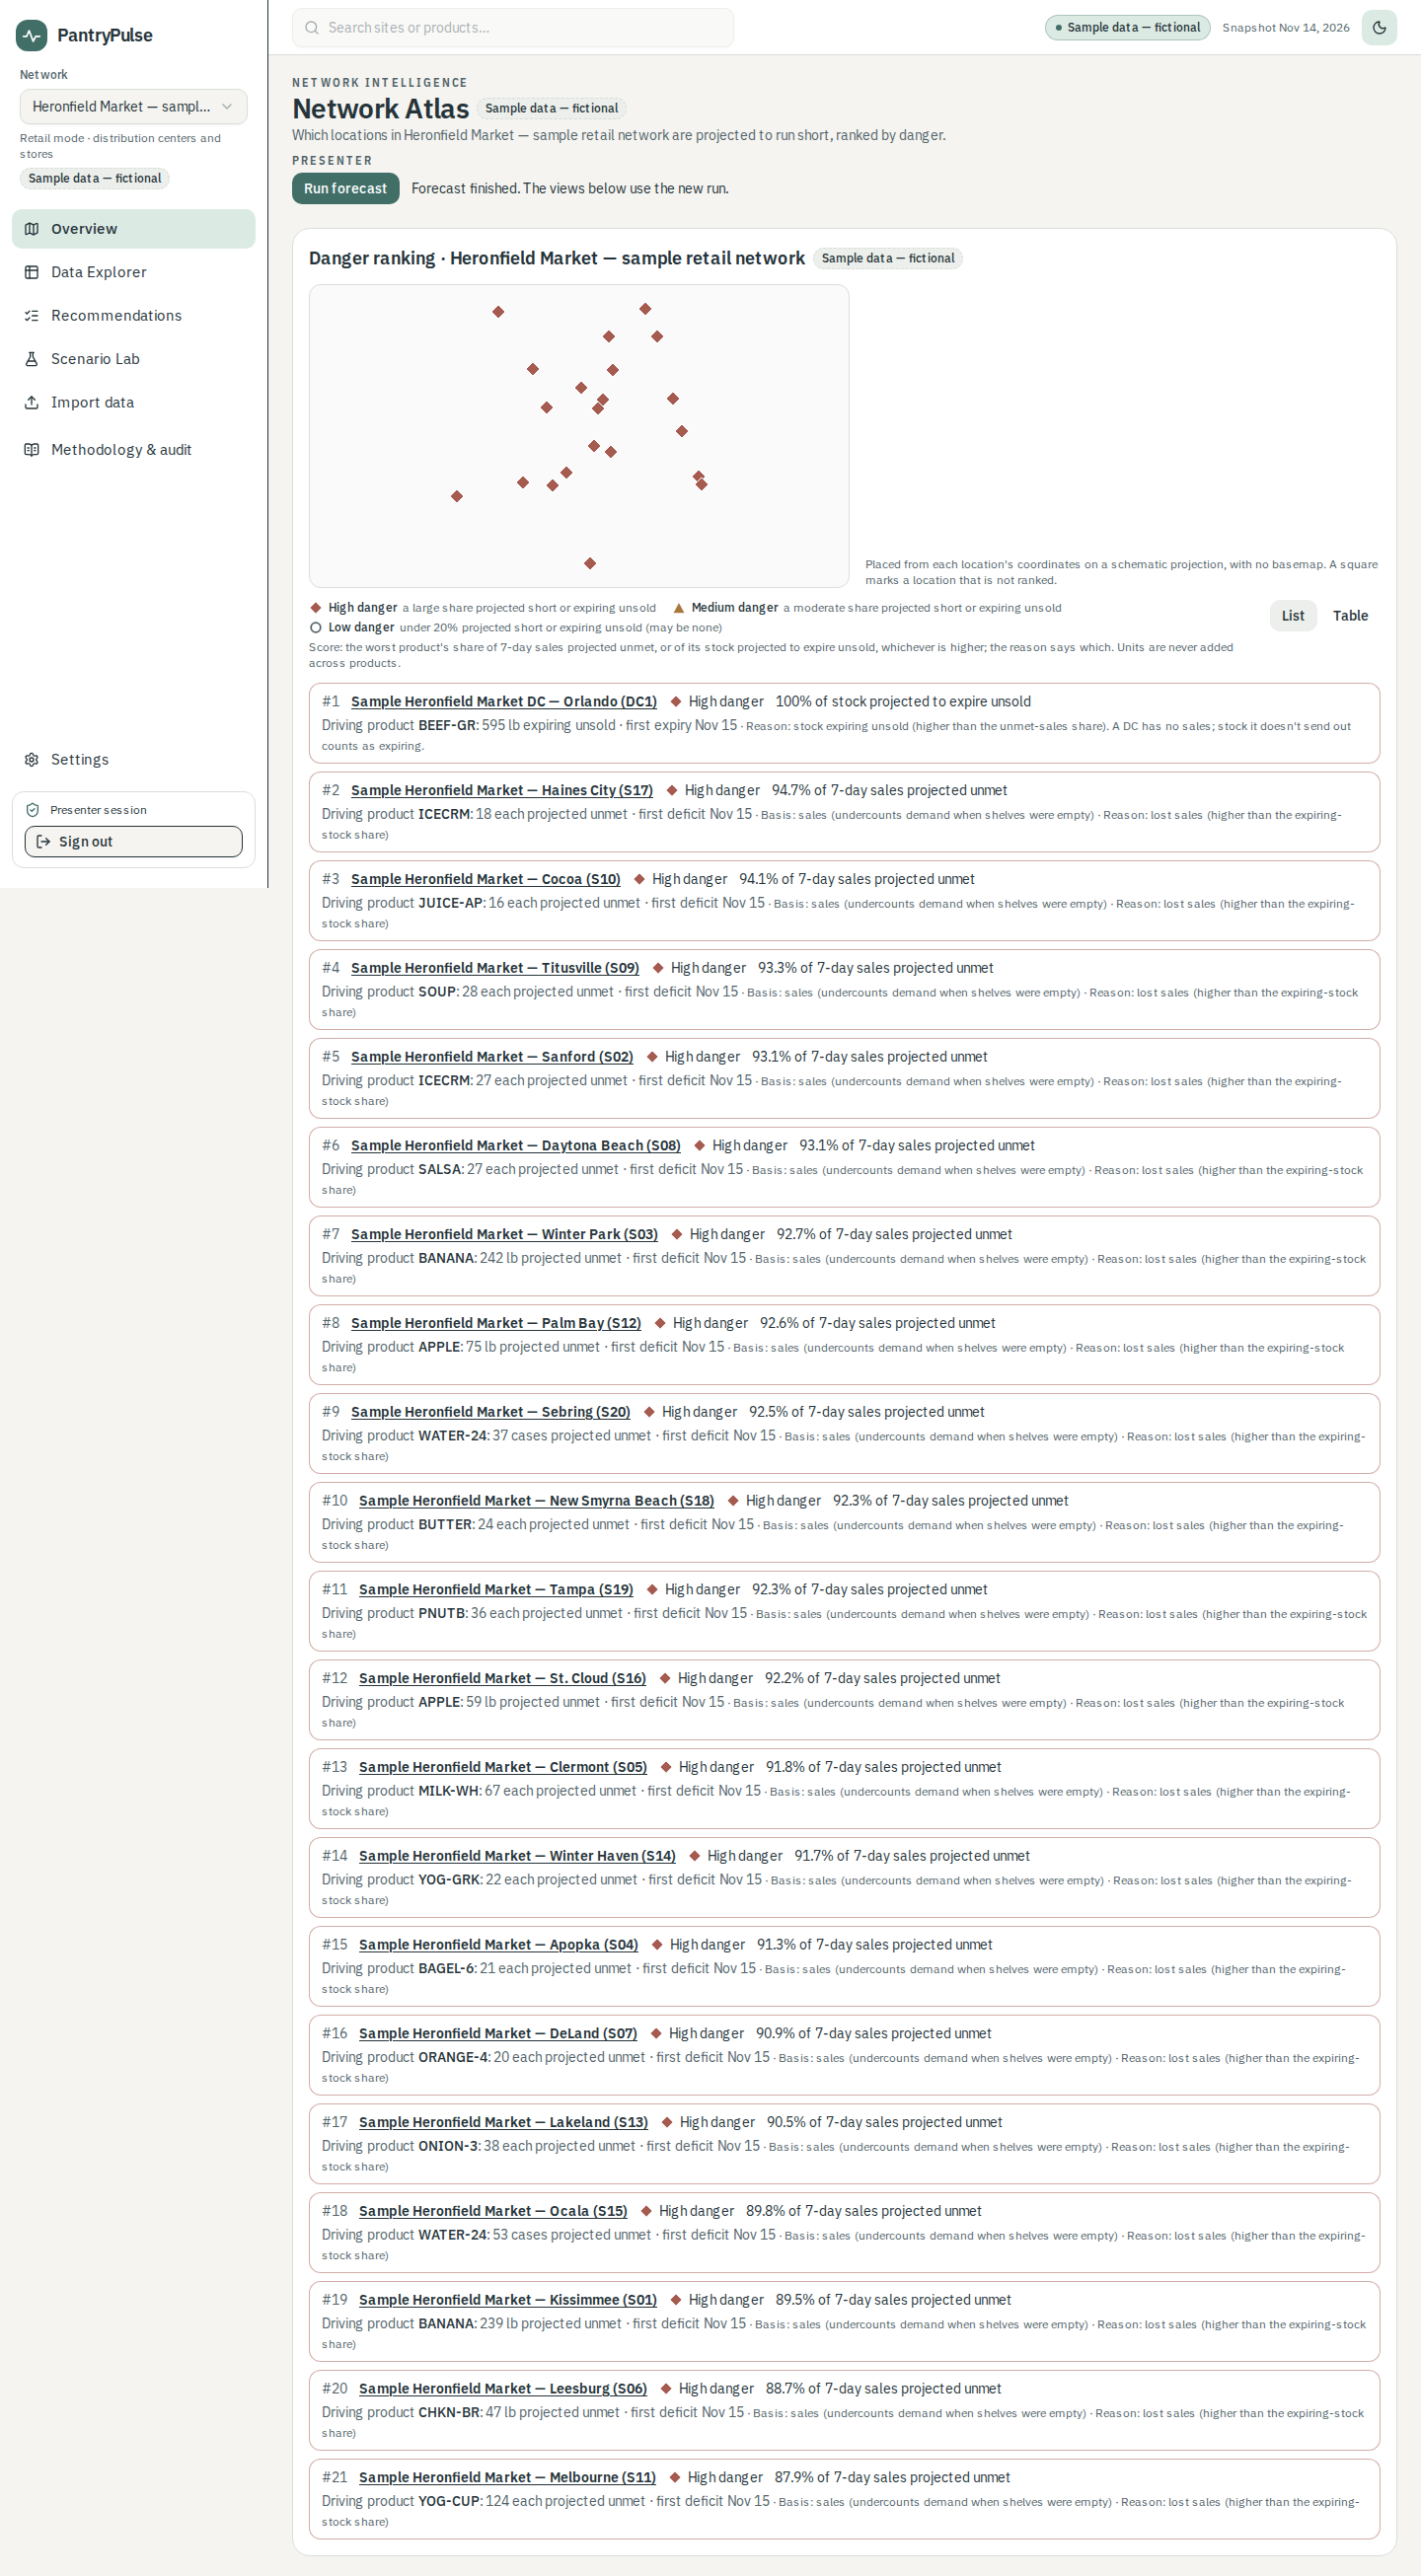 PantryPulse
Network
Heronfield Market — sampl...
Retail mode · distribution centers and
stores
Sample data — fictional
Overview
Data Explorer
Recommendations
Scenario Lab
Import data
Methodology & audit
Settings
Presenter session
Sign out
Search sites or products...
Sample data — fictional
Snapshot Nov 14, 2026
NETWORK INTELLIGENCE
Network Atlas Sample data — fictional
Which locations in Heronfield Market — sample retail network are projected to run short, ranked by danger.
PRESENTER
Run forecast Forecast finished. The views below use the new run.
Danger ranking · Heronfield Market — sample retail network Sample data — fictional
Placed from each location's coordinates on a schematic projection, with no basemap. A square
marks a location that is not ranked.
High danger a large share projected short or expiring unsold Medium danger a moderate share projected short or expiring unsold
Low danger under 20% projected short or expiring unsold (may be none)
Score: the worst product's share of 7-day sales projected unmet, or of its stock projected to expire unsold, whichever is higher; the reason says which. Units are never added
across products.
List Table
#1 Sample Heronfield Market DC — Orlando (DC1) High danger 100% of stock projected to expire unsold
Driving product BEEF-GR: 595 lb expiring unsold · first expiry Nov 15 · Reason: stock expiring unsold (higher than the unmet-sales share). A DC has no sales; stock it doesn't send out
counts as expiring.
#2 Sample Heronfield Market — Haines City (S17) High danger 94.7% of 7-day sales projected unmet
Driving product ICECRM: 18 each projected unmet · first deficit Nov 15 · Basis: sales (undercounts demand when shelves were empty) · Reason: lost sales (higher than the expiring-
stock share)
#3 Sample Heronfield Market — Cocoa (S10) High danger 94.1% of 7-day sales projected unmet
Driving product JUICE-AP: 16 each projected unmet · first deficit Nov 15 · Basis: sales (undercounts demand when shelves were empty) · Reason: lost sales (higher than the expiring-
stock share)
#4 Sample Heronfield Market — Titusville (S09) High danger 93.3% of 7-day sales projected unmet
Driving product SOUP: 28 each projected unmet · first deficit Nov 15 · Basis: sales (undercounts demand when shelves were empty) · Reason: lost sales (higher than the expiring-stock
share)
#5 Sample Heronfield Market — Sanford (S02) High danger 93.1% of 7-day sales projected unmet
Driving product ICECRM: 27 each projected unmet · first deficit Nov 15 · Basis: sales (undercounts demand when shelves were empty) · Reason: lost sales (higher than the expiring-
stock share)
#6 Sample Heronfield Market — Daytona Beach (S08) High danger 93.1% of 7-day sales projected unmet
Driving product SALSA: 27 each projected unmet · first deficit Nov 15 · Basis: sales (undercounts demand when shelves were empty) · Reason: lost sales (higher than the expiring-stock
share)
#7 Sample Heronfield Market — Winter Park (S03) High danger 92.7% of 7-day sales projected unmet
Driving product BANANA: 242 lb projected unmet · first deficit Nov 15 · Basis: sales (undercounts demand when shelves were empty) · Reason: lost sales (higher than the expiring-stock
share)
#8 Sample Heronfield Market — Palm Bay (S12) High danger 92.6% of 7-day sales projected unmet
Driving product APPLE: 75 lb projected unmet · first deficit Nov 15 · Basis: sales (undercounts demand when shelves were empty) · Reason: lost sales (higher than the expiring-stock
share)
#9 Sample Heronfield Market — Sebring (S20) High danger 92.5% of 7-day sales projected unmet
Driving product WATER-24: 37 cases projected unmet · first deficit Nov 15 · Basis: sales (undercounts demand when shelves were empty) · Reason: lost sales (higher than the expiring-
stock share)
#10 Sample Heronfield Market — New Smyrna Beach (S18) High danger 92.3% of 7-day sales projected unmet
Driving product BUTTER: 24 each projected unmet · first deficit Nov 15 · Basis: sales (undercounts demand when shelves were empty) · Reason: lost sales (higher than the expiring-
stock share)
#11 Sample Heronfield Market — Tampa (S19) High danger 92.3% of 7-day sales projected unmet
Driving product PNUTB: 36 each projected unmet · first deficit Nov 15 · Basis: sales (undercounts demand when shelves were empty) · Reason: lost sales (higher than the expiring-stock
share)
#12 Sample Heronfield Market — St. Cloud (S16) High danger 92.2% of 7-day sales projected unmet
Driving product APPLE: 59 lb projected unmet · first deficit Nov 15 · Basis: sales (undercounts demand when shelves were empty) · Reason: lost sales (higher than the expiring-stock
share)
#13 Sample Heronfield Market — Clermont (S05) High danger 91.8% of 7-day sales projected unmet
Driving product MILK-WH: 67 each projected unmet · first deficit Nov 15 · Basis: sales (undercounts demand when shelves were empty) · Reason: lost sales (higher than the expiring-
stock share)
#14 Sample Heronfield Market — Winter Haven (S14) High danger 91.7% of 7-day sales projected unmet
Driving product YOG-GRK: 22 each projected unmet · first deficit Nov 15 · Basis: sales (undercounts demand when shelves were empty) · Reason: lost sales (higher than the expiring-
stock share)
#15 Sample Heronfield Market — Apopka (S04) High danger 91.3% of 7-day sales projected unmet
Driving product BAGEL-6: 21 each projected unmet · first deficit Nov 15 · Basis: sales (undercounts demand when shelves were empty) · Reason: lost sales (higher than the expiring-
stock share)
#16 Sample Heronfield Market — DeLand (S07) High danger 90.9% of 7-day sales projected unmet
Driving product ORANGE-4: 20 each projected unmet · first deficit Nov 15 · Basis: sales (undercounts demand when shelves were empty) · Reason: lost sales (higher than the expiring-
stock share)
#17 Sample Heronfield Market — Lakeland (S13) High danger 90.5% of 7-day sales projected unmet
Driving product ONION-3: 38 each projected unmet · first deficit Nov 15 · Basis: sales (undercounts demand when shelves were empty) · Reason: lost sales (higher than the expiring-
stock share)
#18 Sample Heronfield Market — Ocala (S15) High danger 89.8% of 7-day sales projected unmet
Driving product WATER-24: 53 cases projected unmet · first deficit Nov 15 · Basis: sales (undercounts demand when shelves were empty) · Reason: lost sales (higher than the expiring-
stock share)
#19 Sample Heronfield Market — Kissimmee (S01) High danger 89.5% of 7-day sales projected unmet
Driving product BANANA: 239 lb projected unmet · first deficit Nov 15 · Basis: sales (undercounts demand when shelves were empty) · Reason: lost sales (higher than the expiring-stock
share)
#20 Sample Heronfield Market — Leesburg (S06) High danger 88.7% of 7-day sales projected unmet
Driving product CHKN-BR: 47 lb projected unmet · first deficit Nov 15 · Basis: sales (undercounts demand when shelves were empty) · Reason: lost sales (higher than the expiring-stock
share)
#21 Sample Heronfield Market — Melbourne (S11) High danger 87.9% of 7-day sales projected unmet
Driving product YOG-CUP: 124 each projected unmet · first deficit Nov 15 · Basis: sales (undercounts demand when shelves were empty) · Reason: lost sales (higher than the expiring-
stock share)